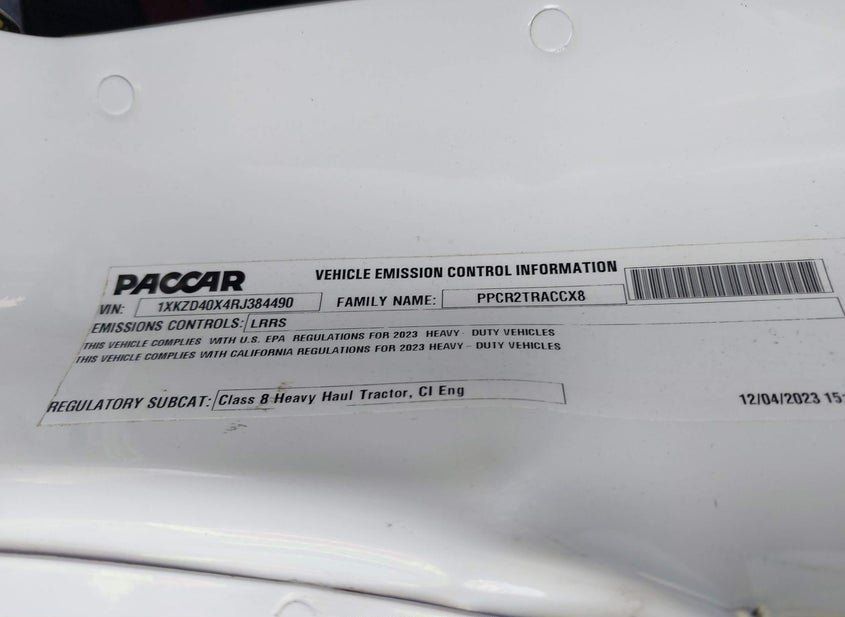 PACCAR VEHICLE EMISSION CONTROL INFORMATION
VIN: 1XKZD40X4RJ384490 FAMILY NAME: PPCR2TRACCX8
EMISSIONS CONTROLS: LRRS
THIS VEHICLE COMPLIES WITH U.S. EPA REGULATIONS FOR 2023 HEAVY - DUTY VEHICLES
THIS VEHICLE COMPLIES WITH CALIFORNIA REGULATIONS FOR 2023 HEAVY - DUTY VEHICLES
REGULATORY SUBCAT: Class 8 Heavy Haul Tractor, CI Eng
12/04/2023 15: